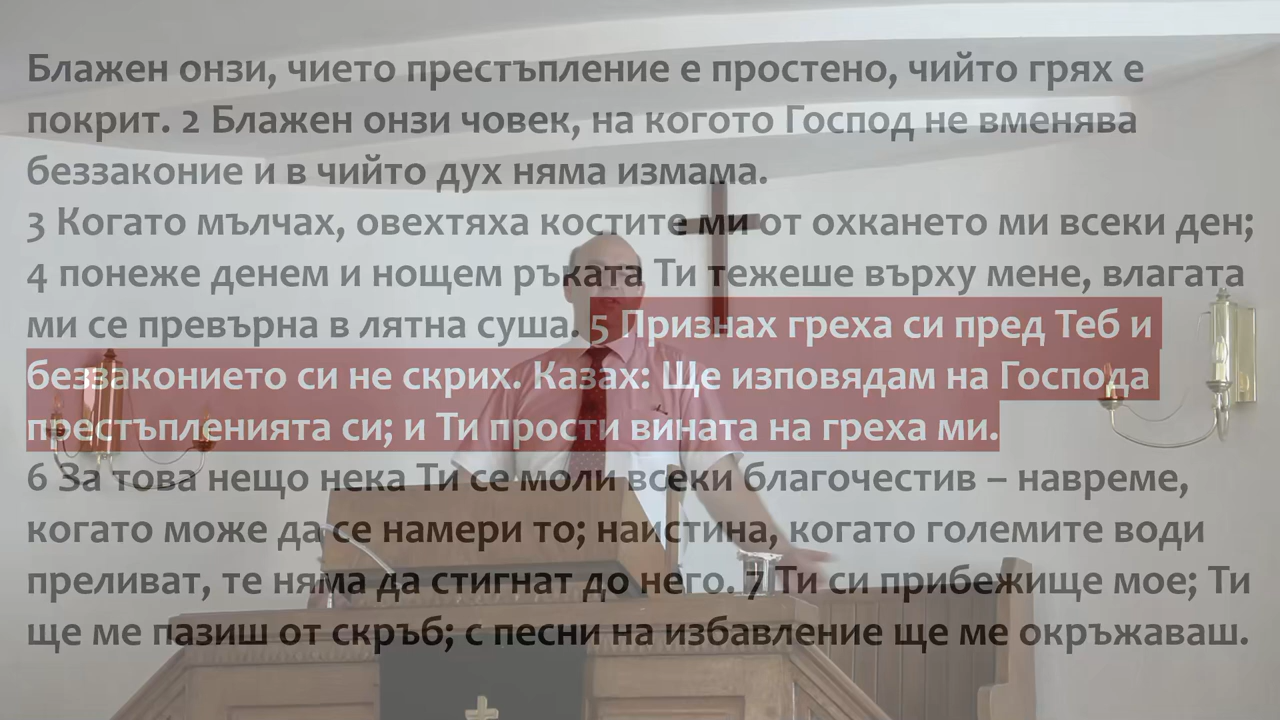 Блажен онзи, чието престъпление е простено, чийто грях е
покрит. 2 Блажен онзи човек, на когото Господ не вменява
беззаконие и в чийто дух няма измама.
3 Когато мълчах, овехтяха костите ми от охкането ми всеки ден;
4 понеже денем и нощем ръката Ти тежеше върху мене, влагата
ми се превърна в лятна суша. 5 Признах греха си пред Теб и
беззаконието си не скрих. Казах: Ще изповядам на Господа
престъпленията си; и Ти прости вината на греха ми.
6 За това нещо нека Ти се моли всеки благочестив – навреме,
когато може да се намери то; наистина, когато големите води
преливат, те няма да стигнат до него. 7 Ти си прибежище мое; Ти
ще ме пазиш от скръб; с песни на избавление ще ме окръжаваш.